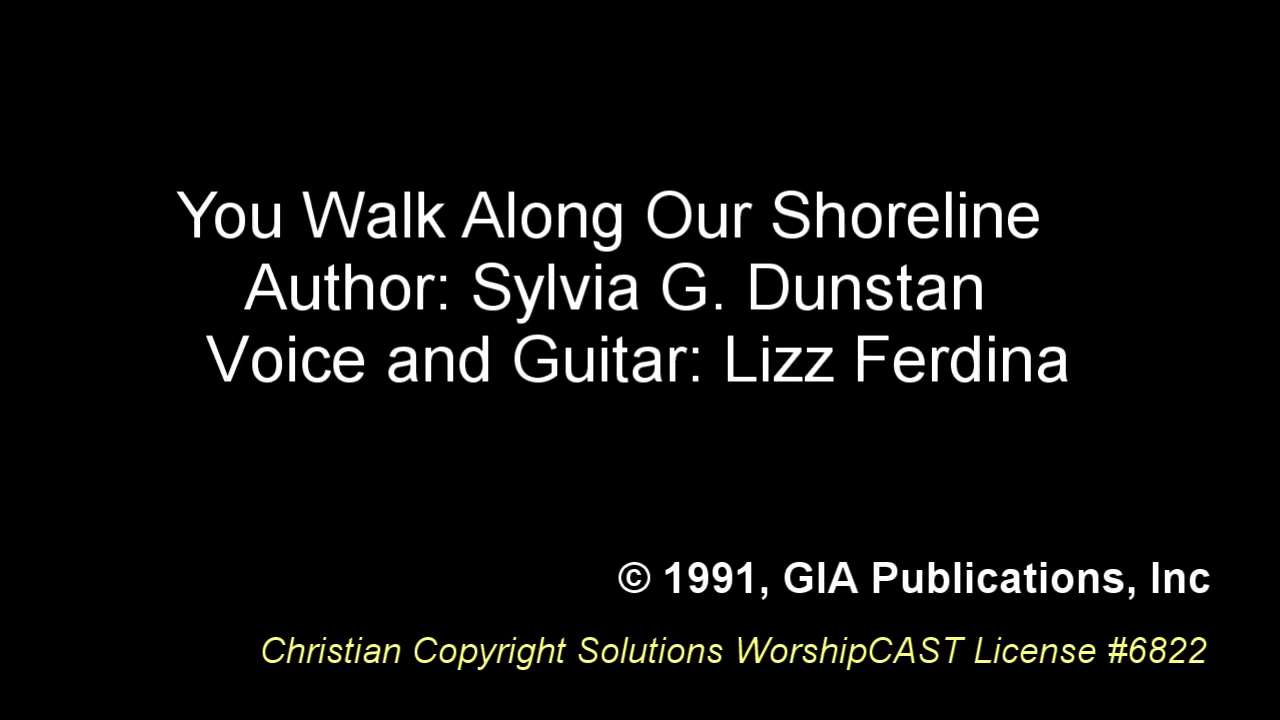 You Walk Along Our Shoreline
Author: Sylvia G. Dunstan
Voice and Guitar: Lizz Ferdina
© 1991, GIA Publications, Inc
Christian Copyright Solutions WorshipCAST License #6822